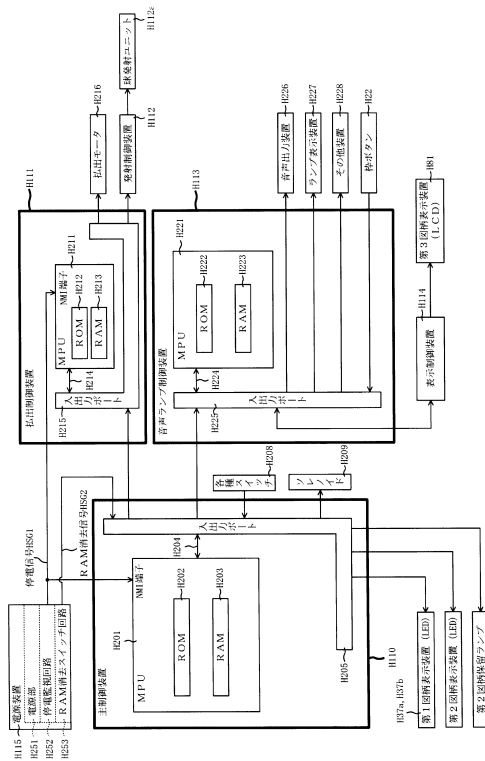 電源装置
電源部
停電監視回路
RAM消去スイッチ回路
H115
H251
H252
H253
停電信号HSG1
RAM消去信号HSG2
主制御装置
H110
H201
MPU
NMI端子
ROM
H202
RAM
H203
H204
入出力ポート
H205
各種スイッチ
H208
ソレノイド
H209
第1図柄表示装置(LED)
H37a, H37b
第2図柄表示装置(LED)
第2図柄保留ランプ
払出制御装置
H111
MPU
NMI端子
H211
ROM
H212
RAM
H213
H214
入出力ポート
H215
払出モータ
H216
発射制御装置
H112
球発射ユニット
H112a
音声ランプ制御装置
H113
MPU
H221
ROM
H222
RAM
H223
H224
入出力ポート
H225
音声出力装置
H226
ランプ表示装置
H227
その他装置
H228
枠ボタン
H22
表示制御装置
H114
第3図柄表示装置
(LCD)
H81